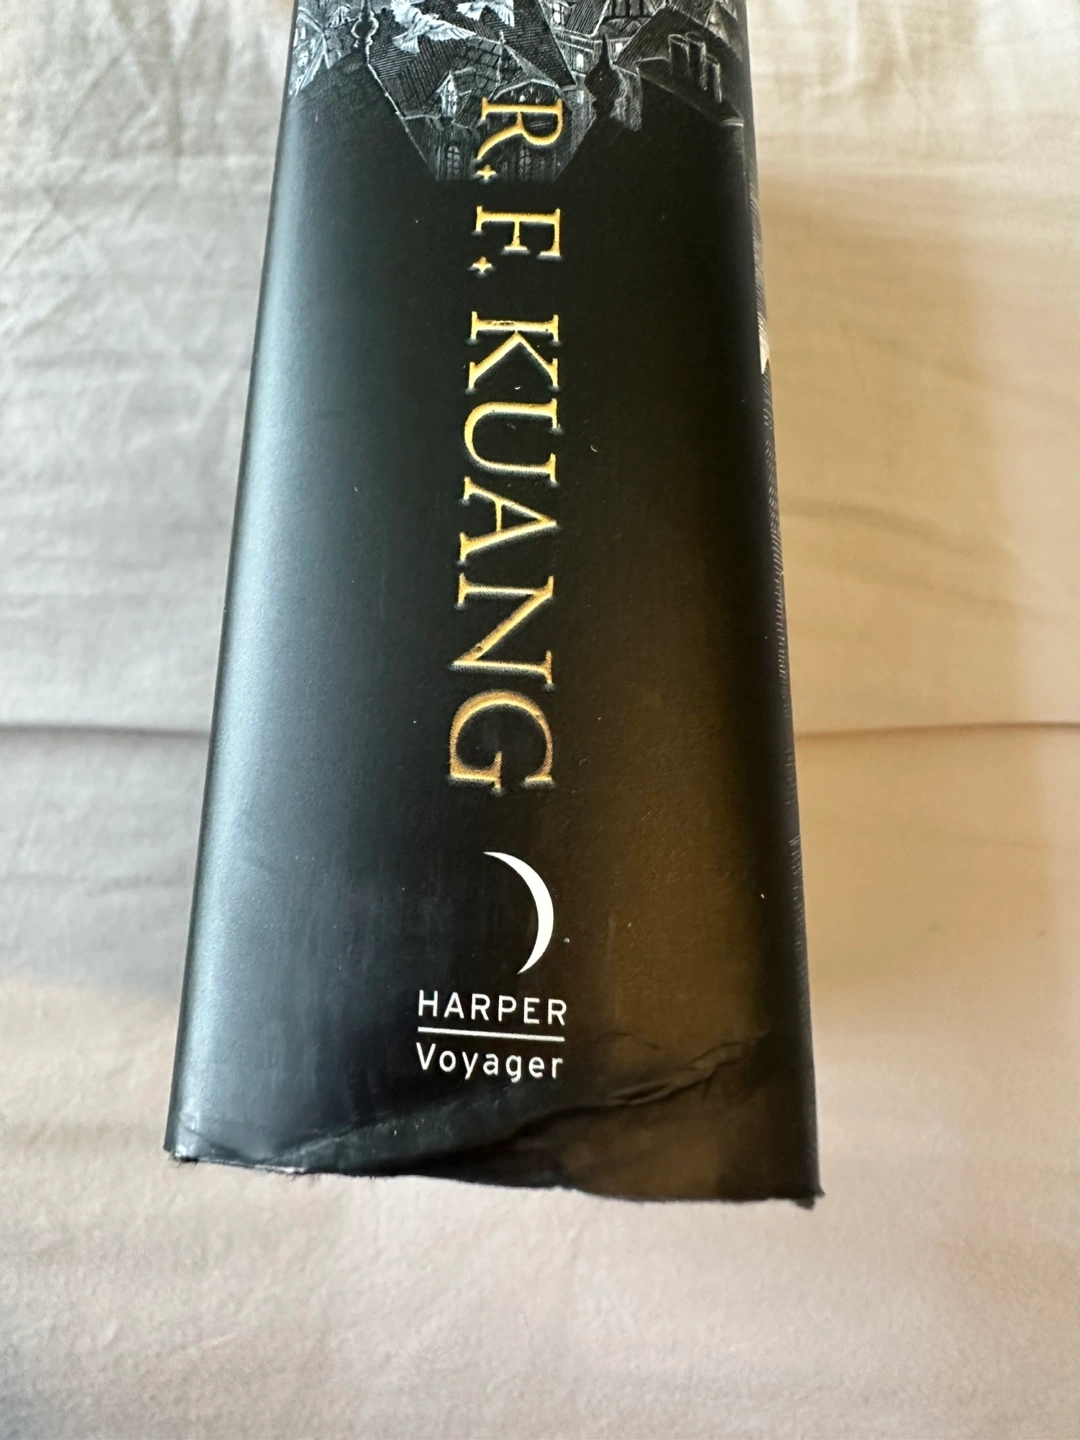 R. F. KUANG
HARPER
Voyager